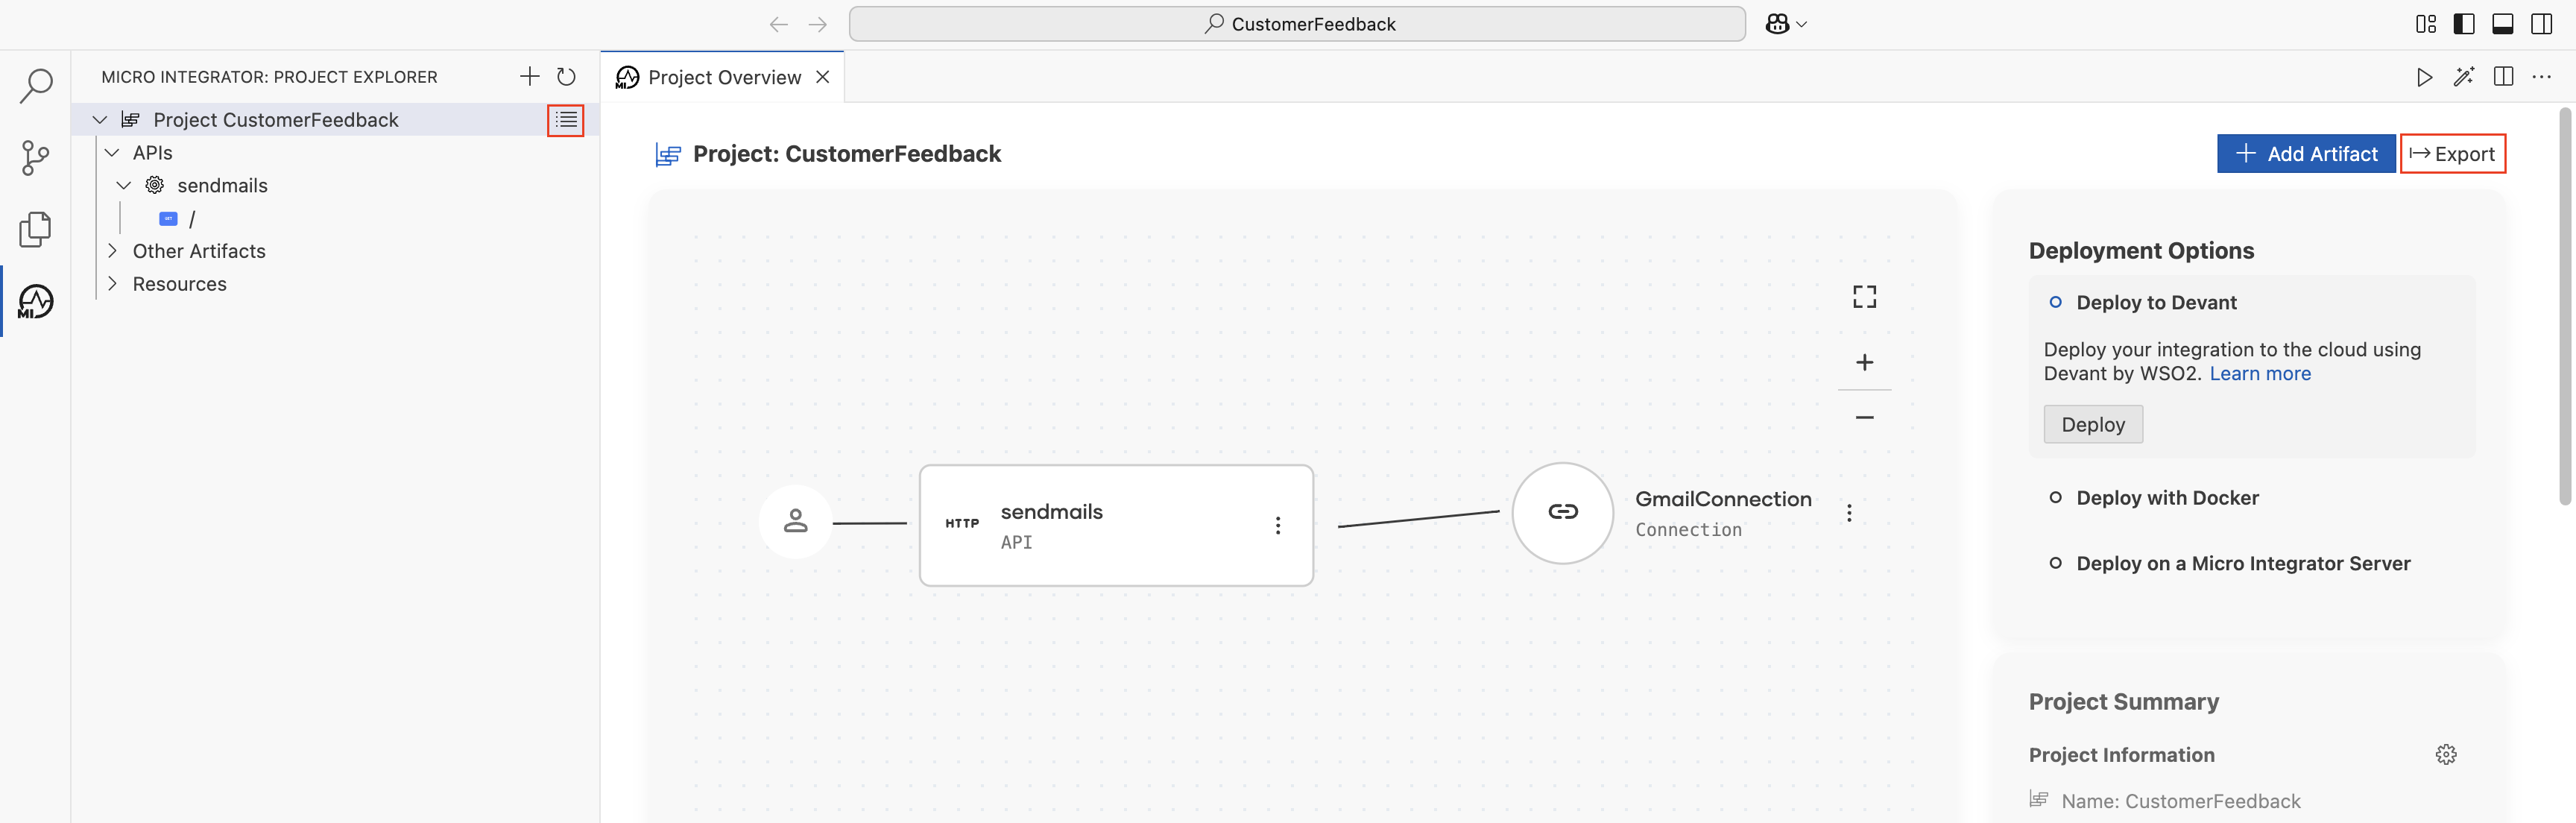 CustomerFeedback
MICRO INTEGRATOR: PROJECT EXPLORER
MI
Project Overview
Project CustomerFeedback
APIs
sendmails
/
Other Artifacts
Resources
MI
Project: CustomerFeedback
Add Artifact
Export
HTTP
sendmails
API
GmailConnection
Connection
Deployment Options
Deploy to Devant
Deploy your integration to the cloud using
Devant by WSO2. Learn more
Deploy
Deploy with Docker
Deploy on a Micro Integrator Server
Project Summary
Project Information
Name: CustomerFeedback